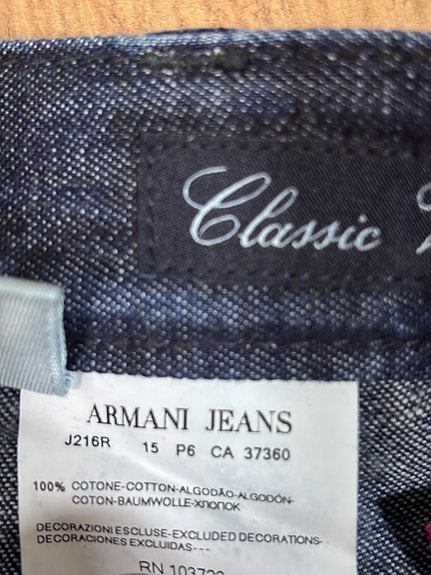 Classic
ARMANI JEANS
J216R 15 P6 CA 37360
100% COTONE-COTTON-ALGODÃO-ALGODÓN-
COTON-BAUMWOLLE-ХЛОПОК
DECORAZIONI ESCLUSE-EXCLUDED DECORATIONS-
DECORACIONES EXCLUIDAS---
RN